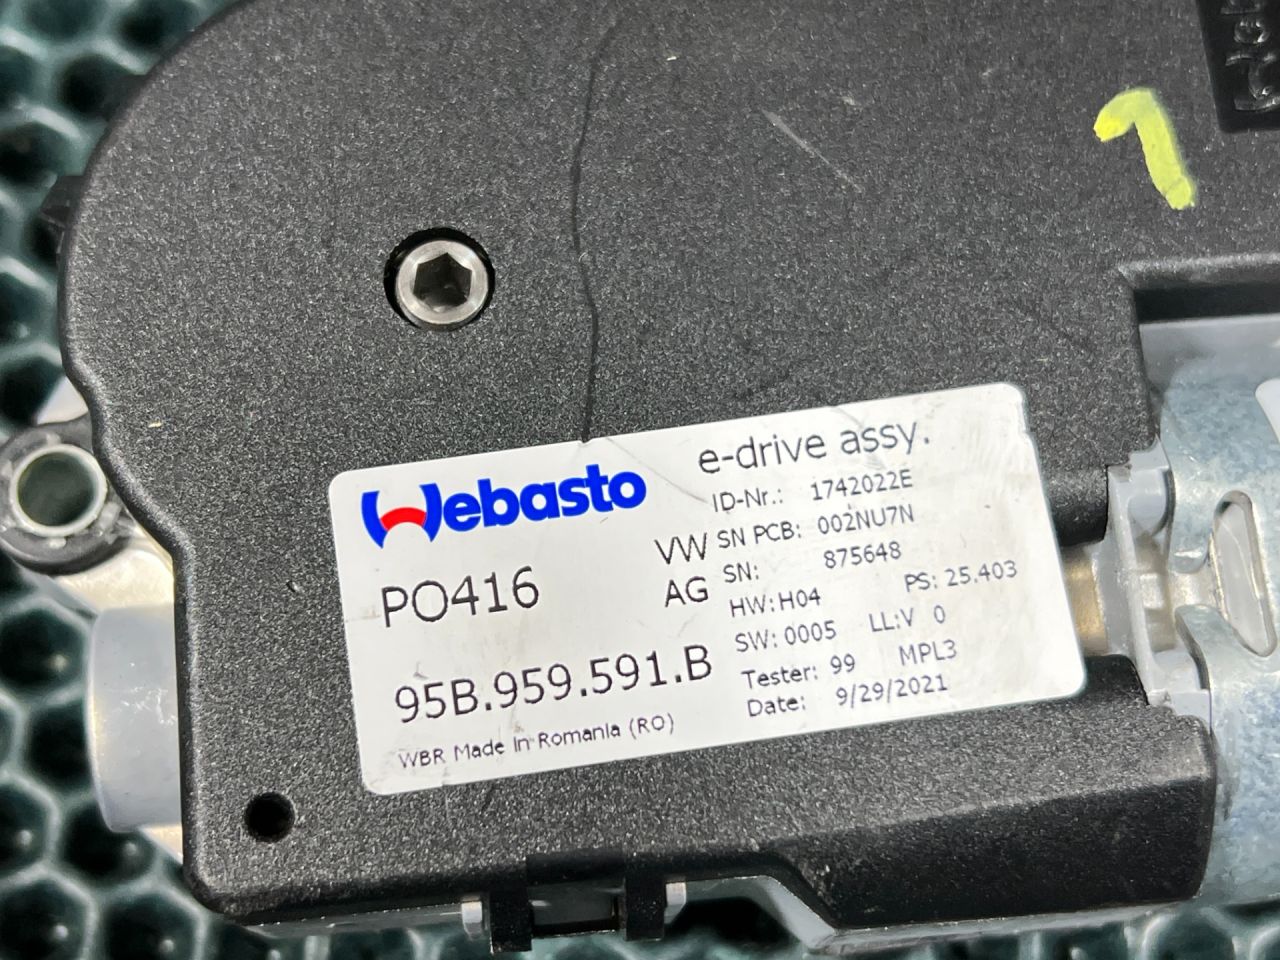 1
Webasto
e-drive assy.
ID-Nr.: 1742022E
VW SN PCB: 002NU7N
AG SN: 875648
PO416
HW: H04 PS: 25.403
SW: 0005 LL:V 0
95B.959.591.B
Tester: 99 MPL3
Date: 9/29/2021
WBR Made in Romania (RO)